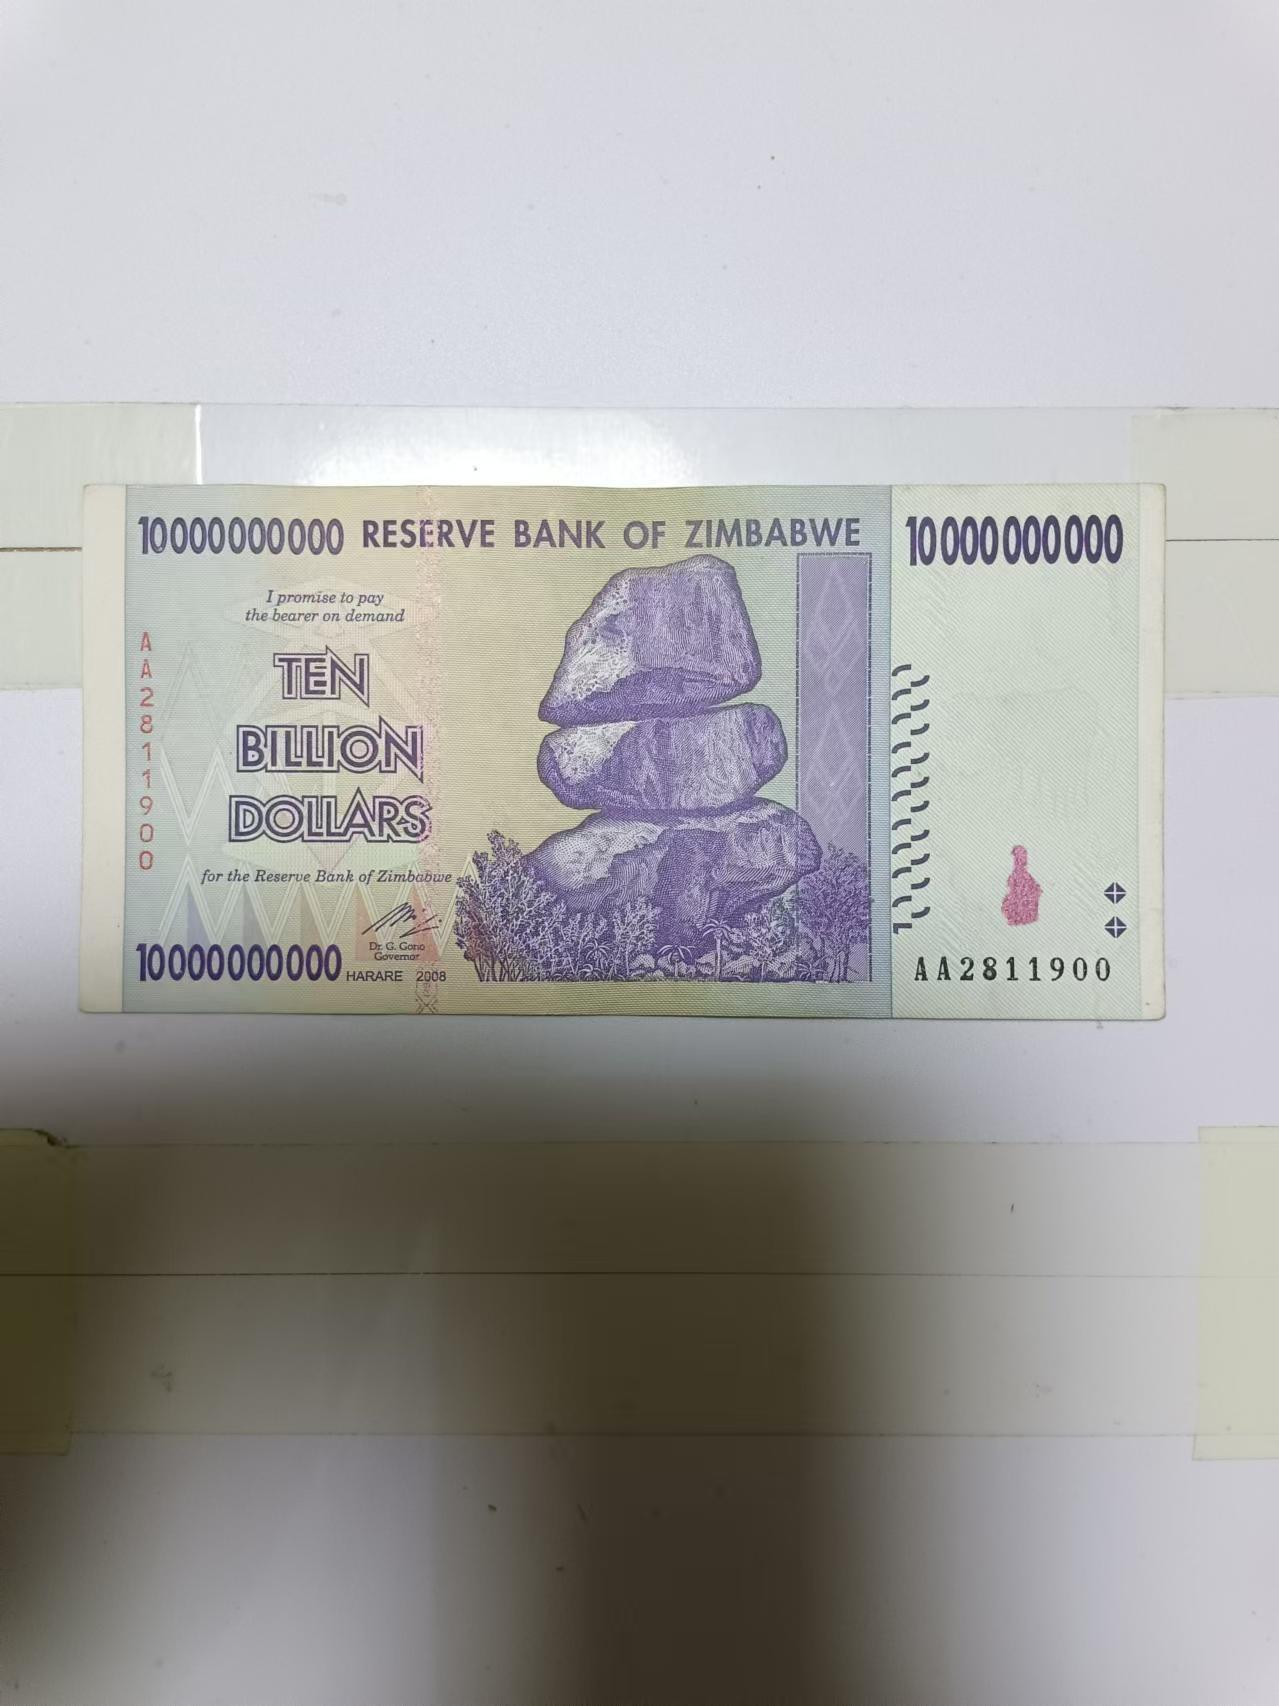 10000000000 RESERVE BANK OF ZIMBABWE 10000000000
I promise to pay
the bearer on demand
AA2811900
TEN
BILLION
DOLLARS
for the Reserve Bank of Zimbabwe
Dr. G. Gono
Governor
10000000000 HARARE 2008
AA2811900